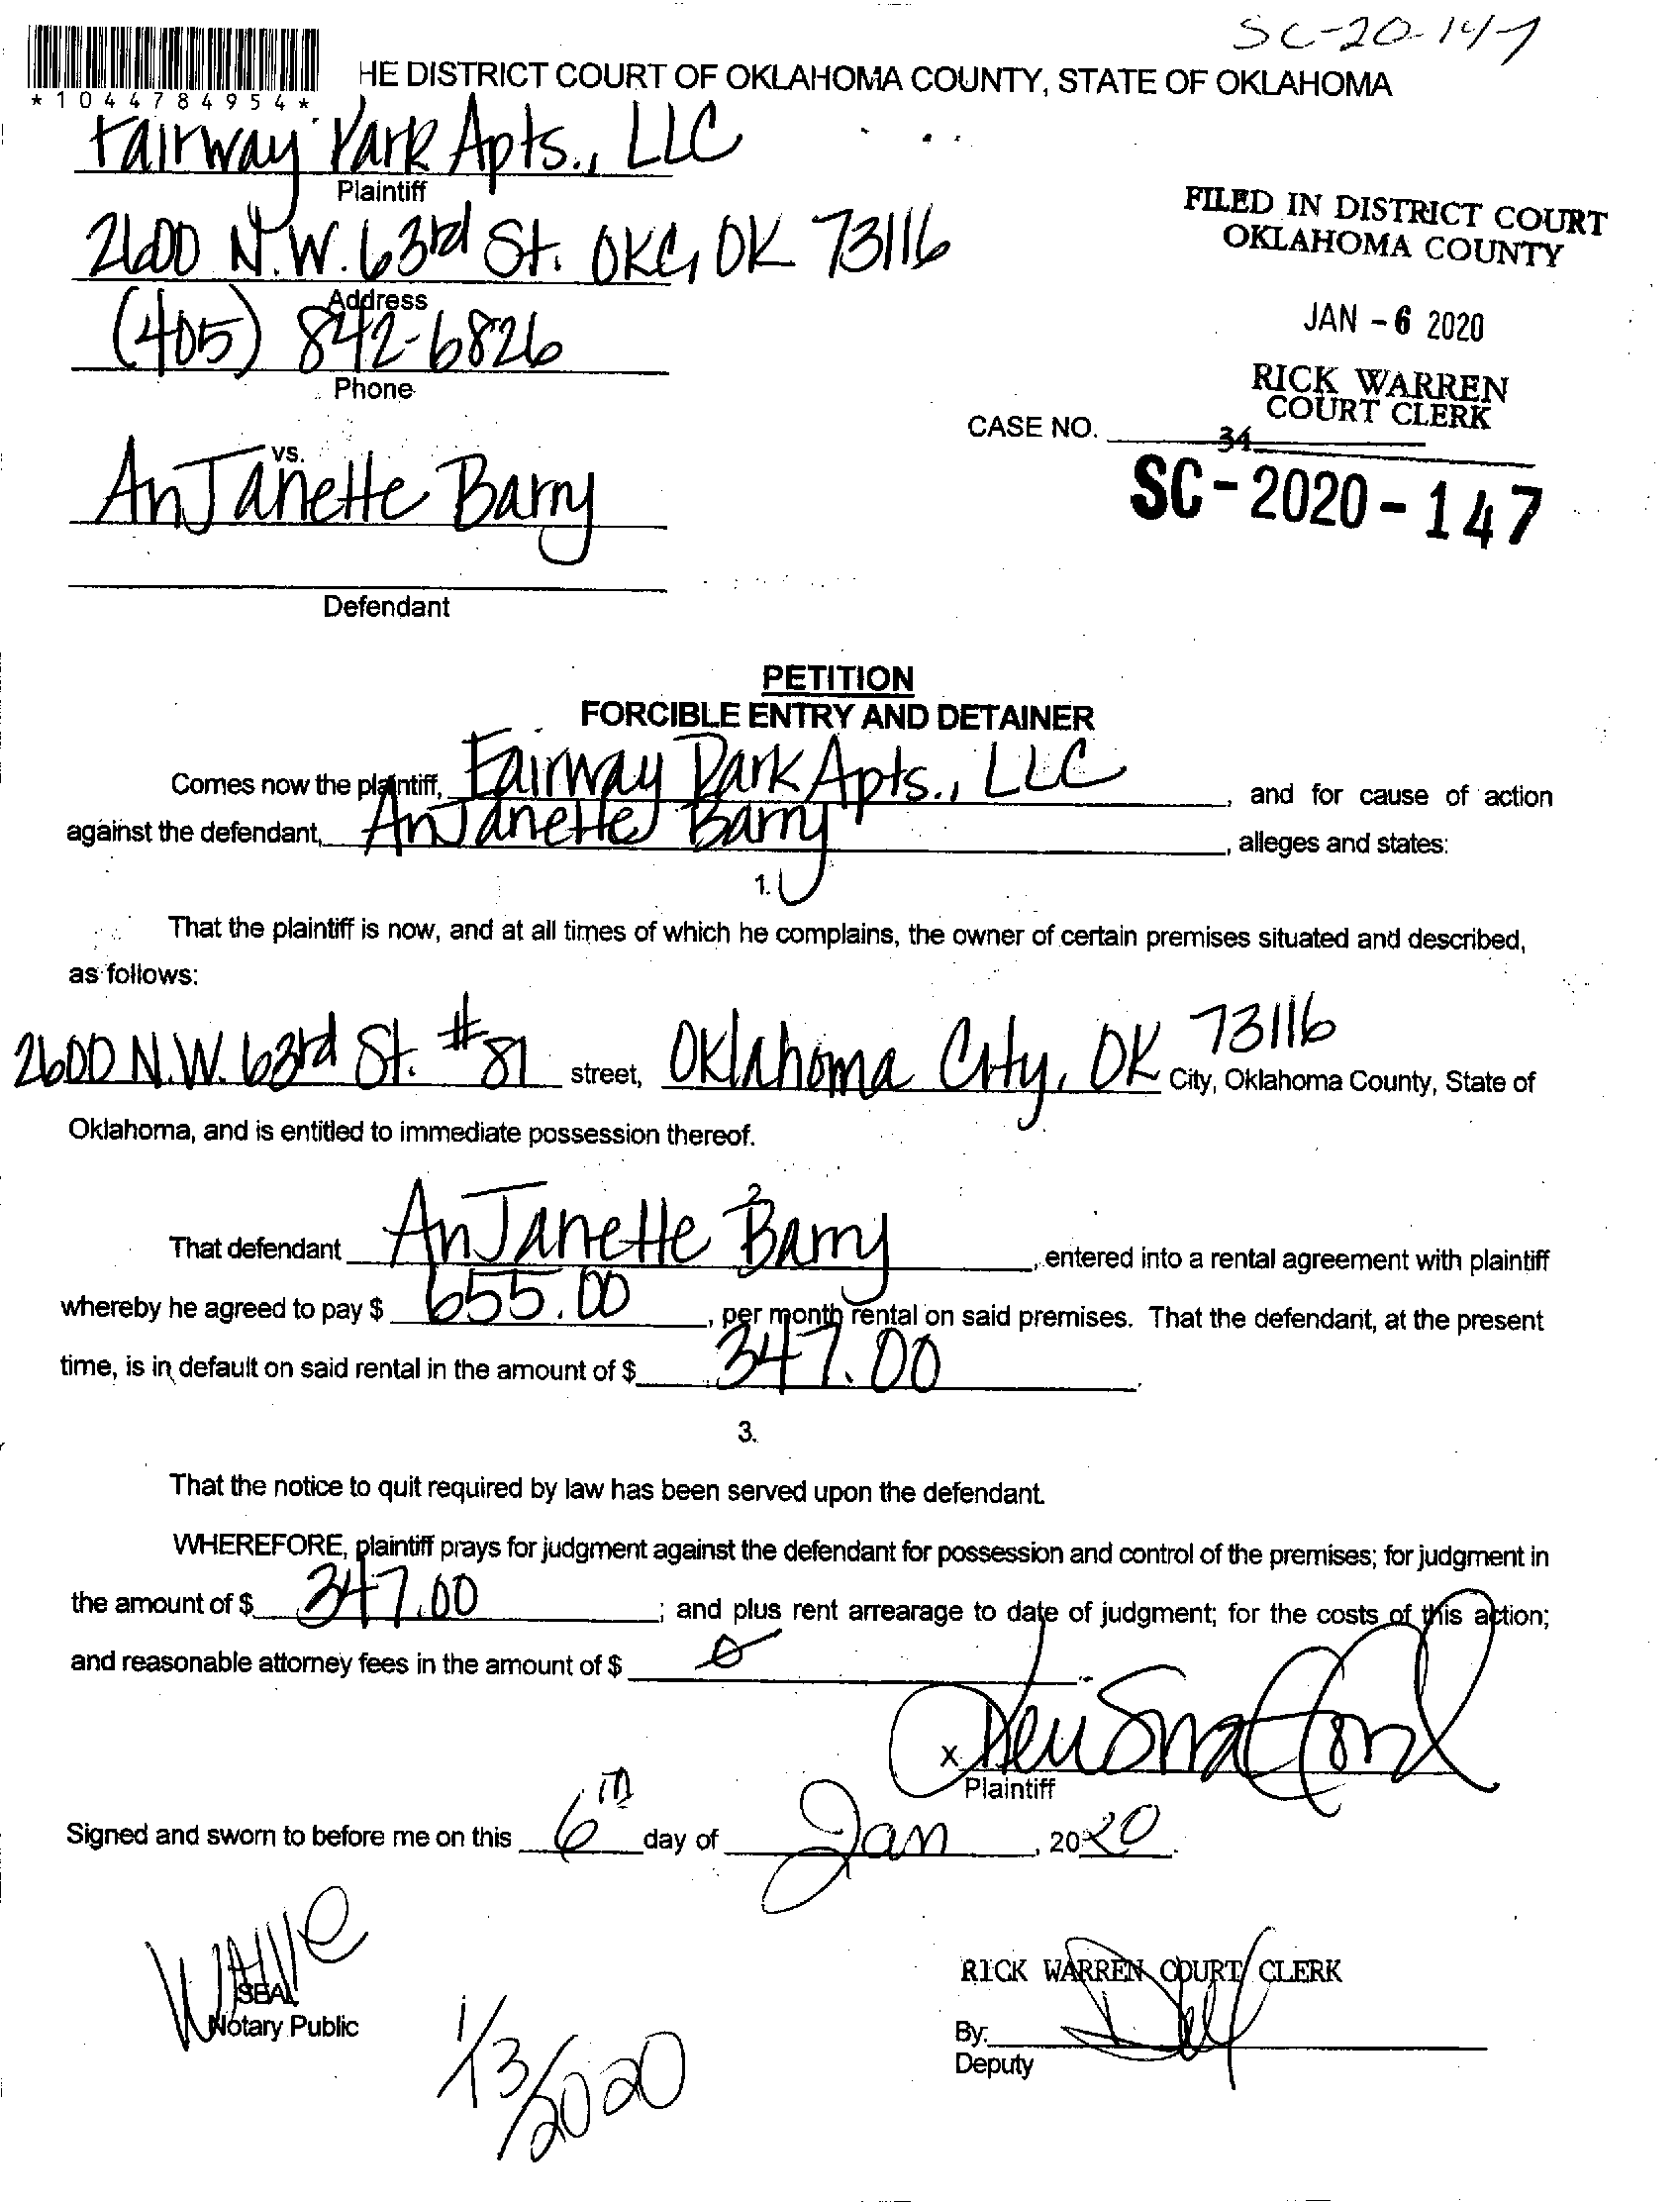 SC-20-147
*1044784954*
HE DISTRICT COURT OF OKLAHOMA COUNTY, STATE OF OKLAHOMA
Fairway Park Apts., LLC
Plaintiff
2600 N.W. 63rd St. OKC, OK 73116
Address
(405) 842-6826
Phone
FILED IN DISTRICT COURT
OKLAHOMA COUNTY
JAN - 6 2020
RICK WARREN
COURT CLERK
34
CASE NO.
SC - 2020 - 147
vs.
AnJanette Barry
Defendant
PETITION
FORCIBLE ENTRY AND DETAINER
Comes now the plaintiff, Fairway Park Apts., LLC, and for cause of action
against the defendant, AnJanette Barry, alleges and states:
1.
That the plaintiff is now, and at all times of which he complains, the owner of certain premises situated and described,
as follows:
2600 N.W. 63rd St. #81 street, Oklahoma City, OK 73116 City, Oklahoma County, State of
Oklahoma, and is entitled to immediate possession thereof.
2.
That defendant AnJanette Barry, entered into a rental agreement with plaintiff
whereby he agreed to pay $ 655.00, per month rental on said premises. That the defendant, at the present
time, is in default on said rental in the amount of $ 347.00.
3.
That the notice to quit required by law has been served upon the defendant.
WHEREFORE, plaintiff prays for judgment against the defendant for possession and control of the premises; for judgment in
the amount of $ 347.00; and plus rent arrearage to date of judgment; for the costs of this action;
and reasonable attorney fees in the amount of $ 0
x
Plaintiff
Signed and sworn to before me on this 6th day of Jan, 2020.
Waive
SEAL
Notary Public
1/3/2020
RICK WARREN COURT CLERK
By:
Deputy